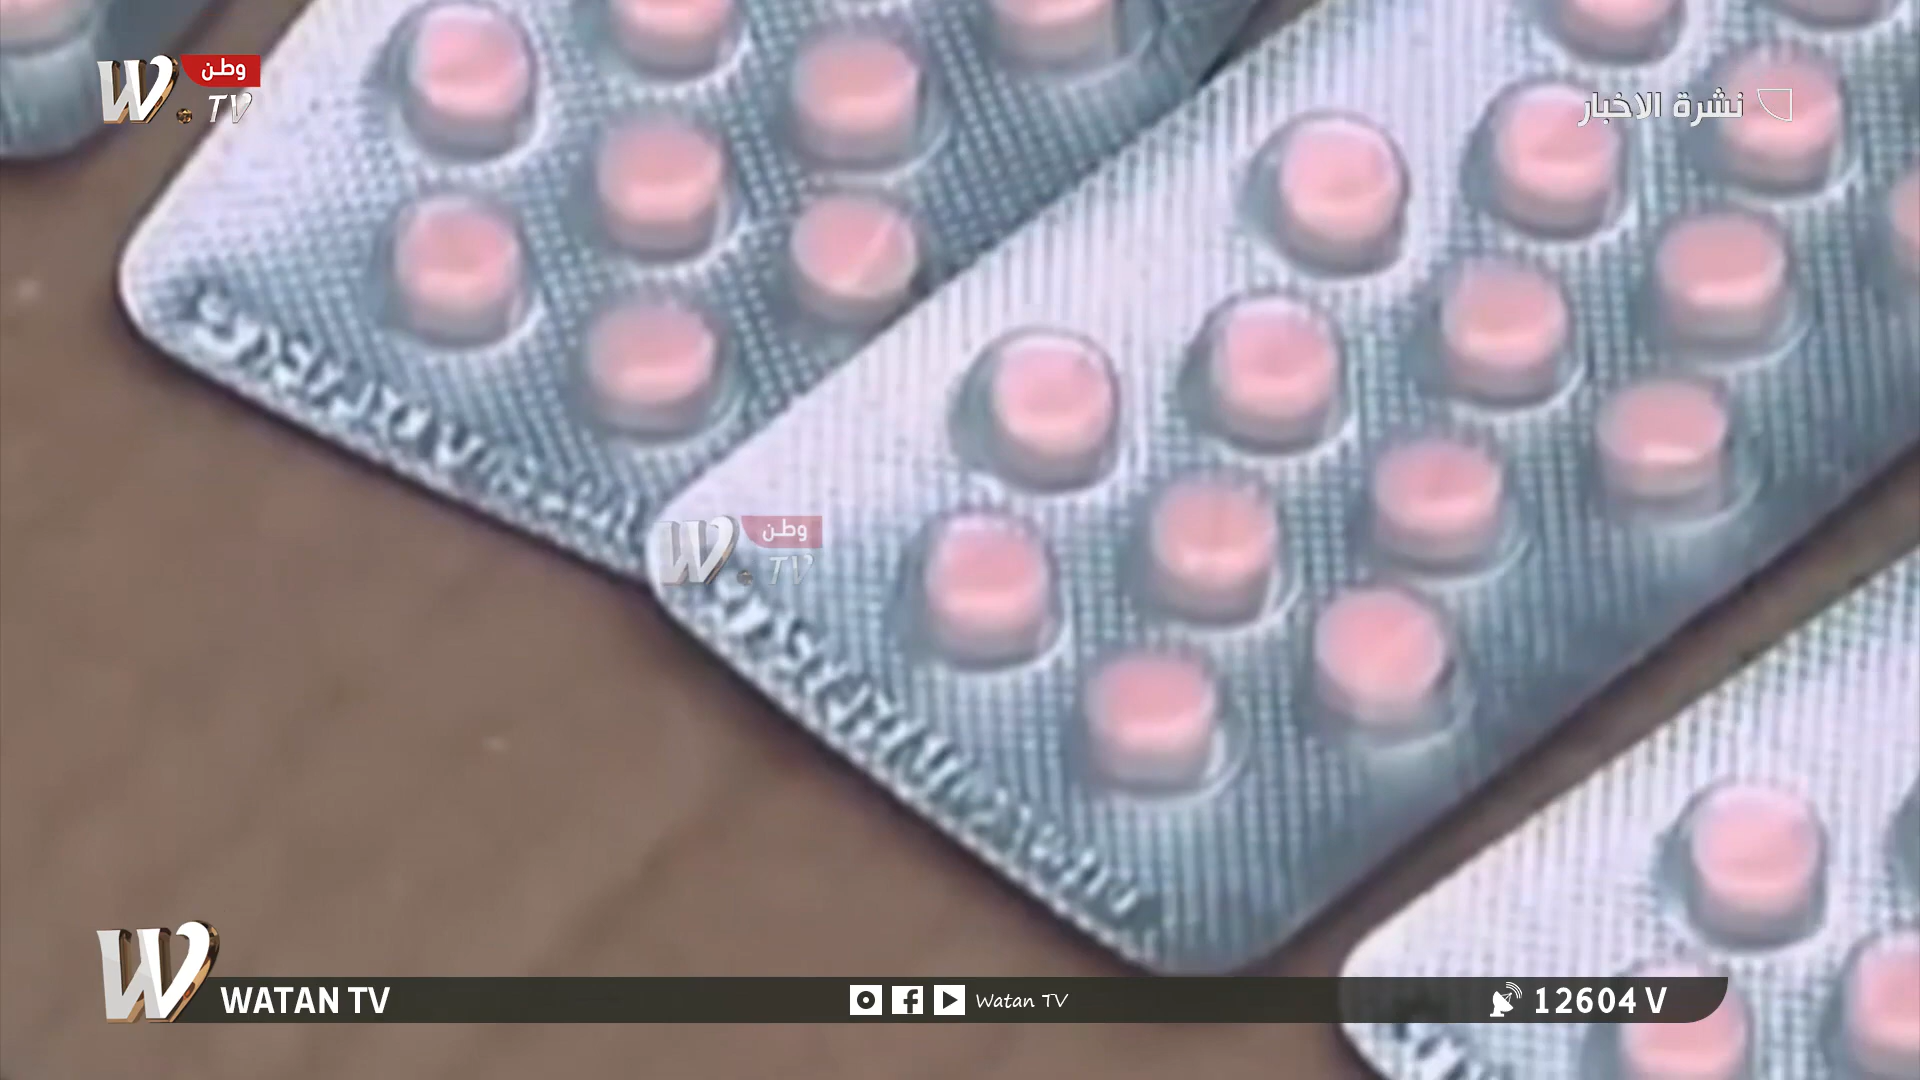 W. وطن TV
نشرة الاخبار
W. وطن TV
W WATAN TV
Watan TV
12604 V